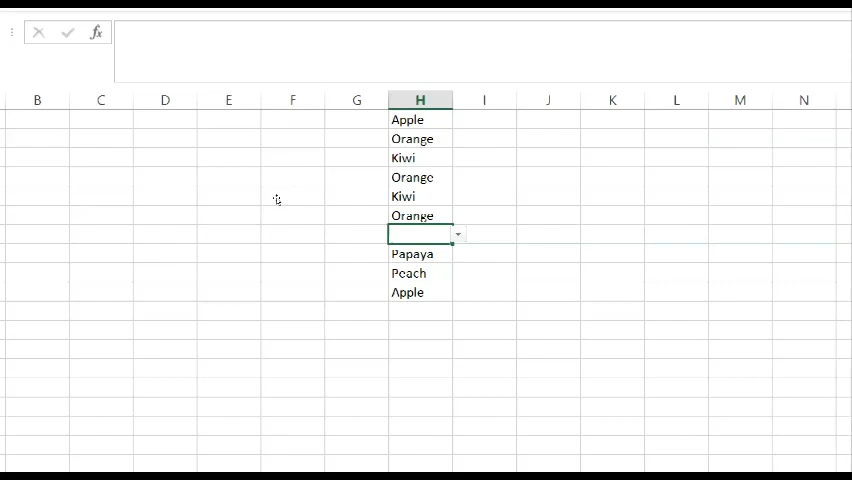 fx
B C D E F G H I J K L M N
Apple
Orange
Kiwi
Orange
Kiwi
Orange
Papaya
Peach
Apple